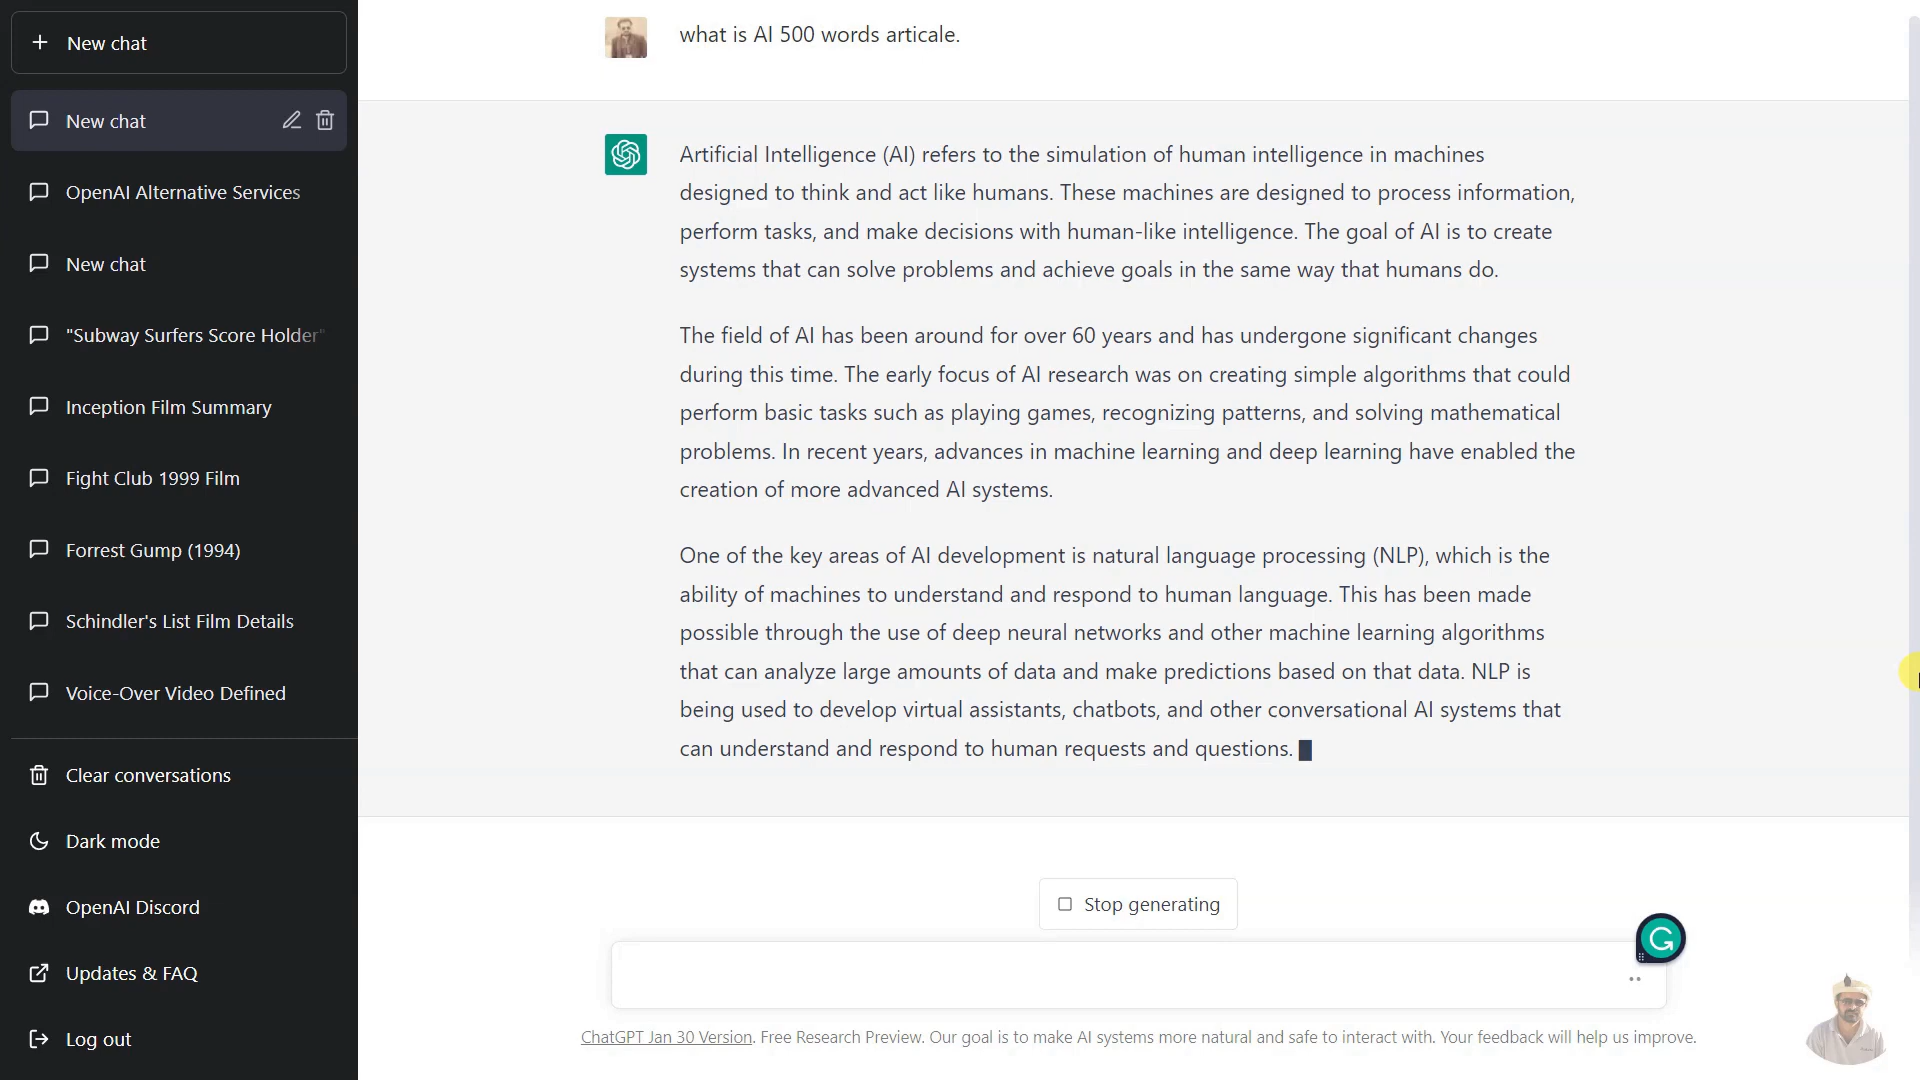 New chat
New chat
OpenAI Alternative Services
New chat
"Subway Surfers Score Holder"
Inception Film Summary
Fight Club 1999 Film
Forrest Gump (1994)
Schindler's List Film Details
Voice-Over Video Defined
Clear conversations
Dark mode
OpenAI Discord
Updates & FAQ
Log out
what is AI 500 words articale.
Artificial Intelligence (AI) refers to the simulation of human intelligence in machines
designed to think and act like humans. These machines are designed to process information,
perform tasks, and make decisions with human-like intelligence. The goal of AI is to create
systems that can solve problems and achieve goals in the same way that humans do.
The field of AI has been around for over 60 years and has undergone significant changes
during this time. The early focus of AI research was on creating simple algorithms that could
perform basic tasks such as playing games, recognizing patterns, and solving mathematical
problems. In recent years, advances in machine learning and deep learning have enabled the
creation of more advanced AI systems.
One of the key areas of AI development is natural language processing (NLP), which is the
ability of machines to understand and respond to human language. This has been made
possible through the use of deep neural networks and other machine learning algorithms
that can analyze large amounts of data and make predictions based on that data. NLP is
being used to develop virtual assistants, chatbots, and other conversational AI systems that
can understand and respond to human requests and questions.
Stop generating
ChatGPT Jan 30 Version. Free Research Preview. Our goal is to make AI systems more natural and safe to interact with. Your feedback will help us improve.